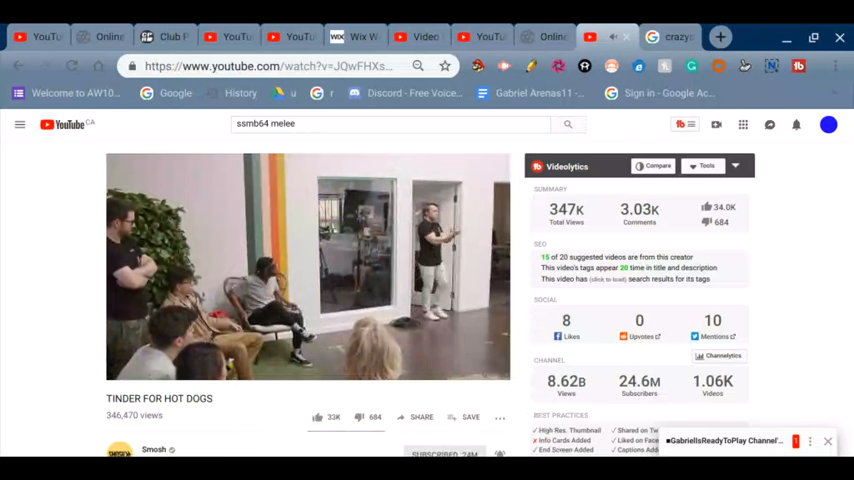 YouTu
Online
Club P
YouTu
YouTu
WIX
Wix W
Video
YouTu
Online
crazys
https://www.youtube.com/watch?v=JQwFHXs...
Welcome to AW10...
Google
History
u
r
Discord - Free Voice...
Gabriel Arenas11 -...
Sign in - Google Ac...
YouTube CA
ssmb64 melee
Videolytics
Compare
Tools
SUMMARY
347K
3.03K
34.0K
Total Views
Comments
684
SEO
15 of 20 suggested videos are from this creator
This video's tags appear 20 time in title and description
This video has (click to load) search results for its tags
SOCIAL
8
0
10
Likes
Upvotes
Mentions
CHANNEL
Channelytics
8.62B
24.6M
1.06K
Views
Subscribers
Videos
BEST PRACTICES
✓ High Res. Thumbnail
✓ Shared on Tw
✗ Info Cards Added
✓ Liked on Face
✓ End Screen Added
✓ Captions Add
TINDER FOR HOT DOGS
346,470 views
33K
684
SHARE
SAVE
Smosh
SUBSCRIBED 24M
■GabrielIsReadyToPlay Channel'...
1